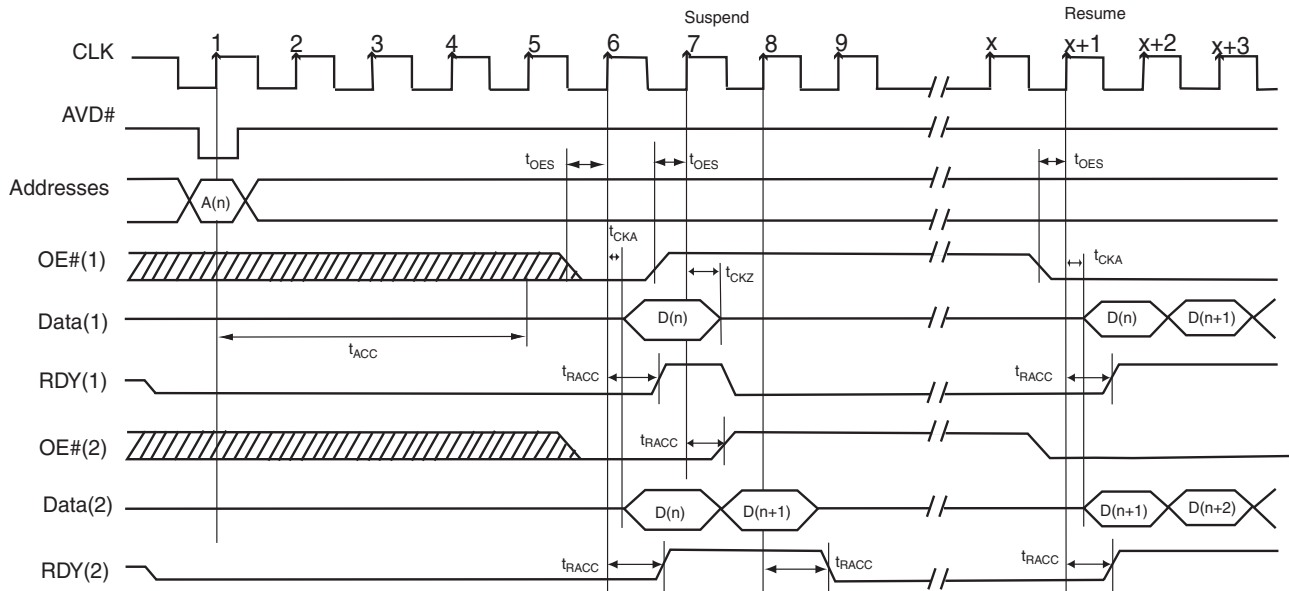 Suspend Resume
CLK 1 2 3 4 5 6 7 8 9 x x+1 x+2 x+3
AVD#
tOES tOES tOES
Addresses A(n)
tCKA
OE#(1) tCKZ tCKA
Data(1) D(n) D(n) D(n+1)
tACC
RDY(1) tRACC tRACC
OE#(2) tRACC
Data(2) D(n) D(n+1) D(n+1) D(n+2)
RDY(2) tRACC tRACC tRACC